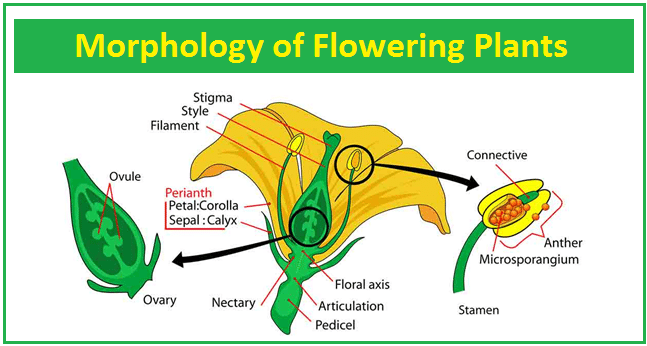 Morphology of Flowering Plants
Stigma
Style
Filament
Ovule
Perianth
Petal:Corolla
Sepal :Calyx
Connective
Anther
Microsporangium
Floral axis
Ovary
Nectary
Articulation
Stamen
Pedicel